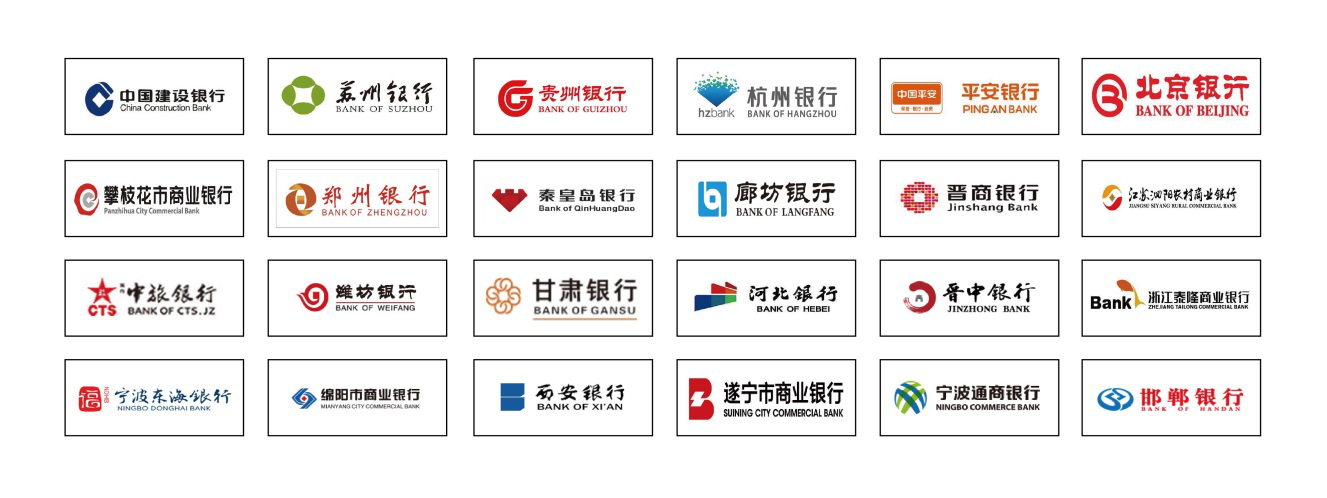 中国建设银行
China Construction Bank
苏州银行
BANK OF SUZHOU
贵州银行
BANK OF GUIZHOU
hzbank
杭州银行
BANK OF HANGZHOU
中国平安
保险·银行·投资
平安银行
PINGAN BANK
北京银行
BANK OF BEIJING
攀枝花市商业银行
Panzhihua City Commercial Bank
郑州银行
BANK OF ZHENGZHOU
秦皇岛银行
Bank of QinHuangDao
廊坊银行
BANK OF LANGFANG
晋商银行
Jinshang Bank
江苏泗阳农村商业银行
JIANGSU SIYANG RURAL COMMERCIAL BANK
CTS
中旅银行
BANK OF CTS.JZ
潍坊银行
BANK OF WEIFANG
甘肃银行
BANK OF GANSU
河北银行
BANK OF HEBEI
晋中银行
JINZHONG BANK
Bank
浙江泰隆商业银行
ZHEJIANG TAILONG COMMERCIAL BANK
福
NDHB
宁波东海银行
NINGBO DONGHAI BANK
绵阳市商业银行
MIANYANG CITY COMMERCIAL BANK
西安银行
BANK OF XI'AN
遂宁市商业银行
SUINING CITY COMMERCIAL BANK
宁波通商银行
NINGBO COMMERCE BANK
邯郸银行
BANK OF HANDAN